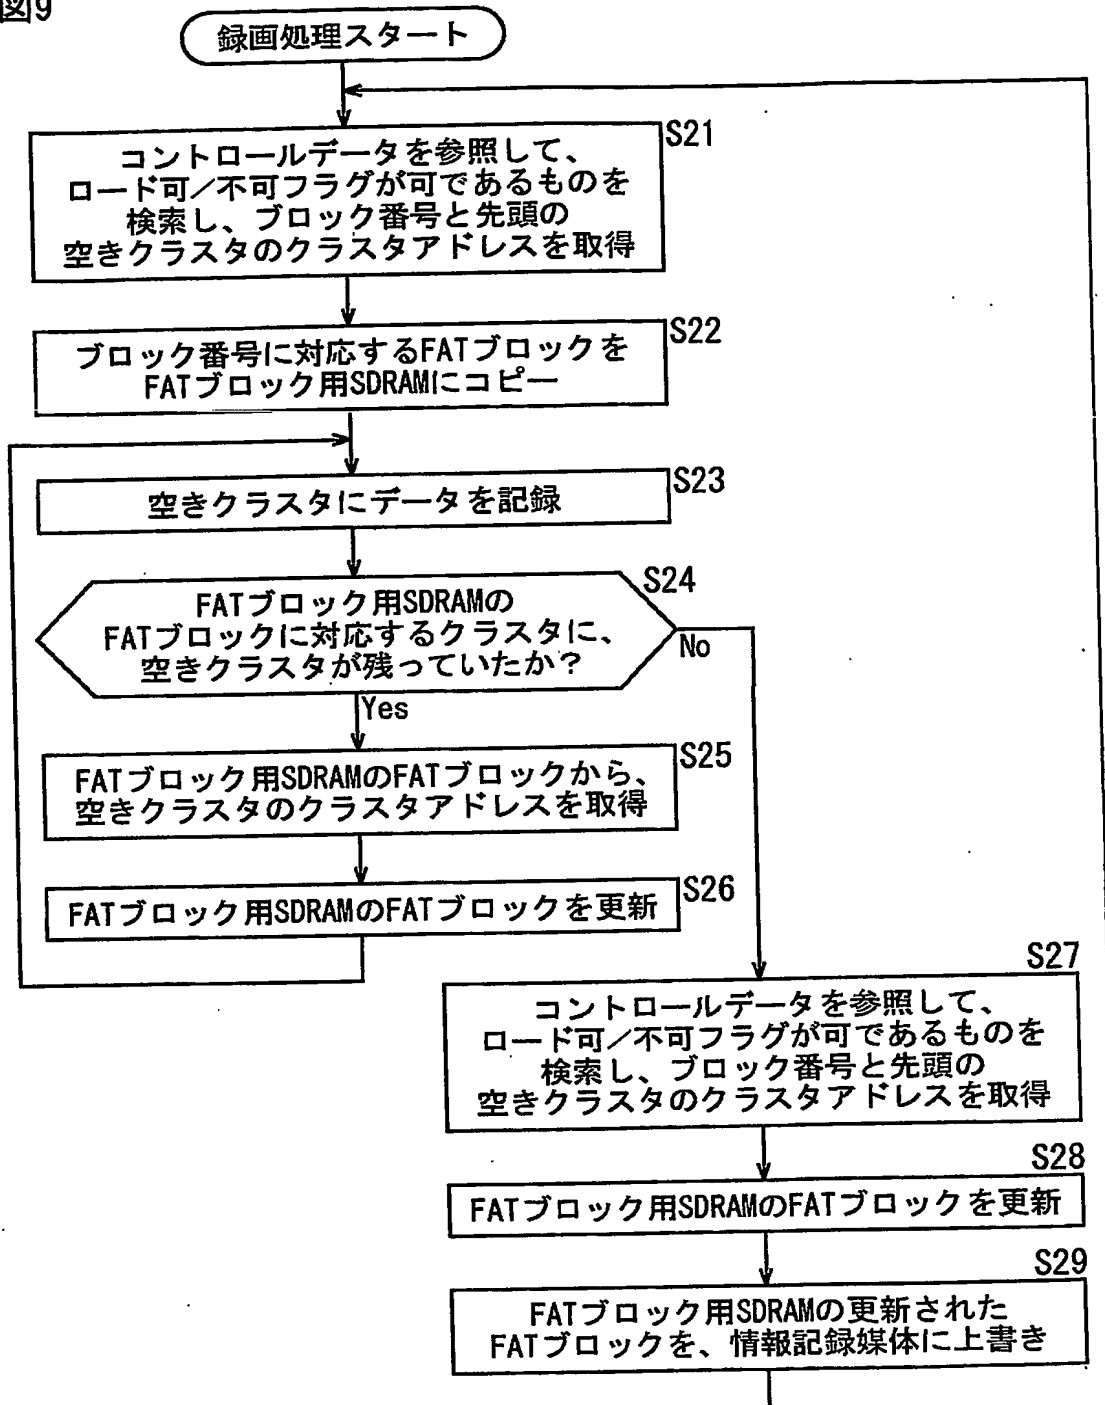 図9
録画処理スタート
S21
コントロールデータを参照して、
ロード可/不可フラグが可であるものを
検索し、ブロック番号と先頭の
空きクラスタのクラスタアドレスを取得
S22
ブロック番号に対応するFATブロックを
FATブロック用SDRAMにコピー
S23
空きクラスタにデータを記録
S24
FATブロック用SDRAMの
FATブロックに対応するクラスタに、
空きクラスタが残っていたか?
No
Yes
S25
FATブロック用SDRAMのFATブロックから、
空きクラスタのクラスタアドレスを取得
S26
FATブロック用SDRAMのFATブロックを更新
S27
コントロールデータを参照して、
ロード可/不可フラグが可であるものを
検索し、ブロック番号と先頭の
空きクラスタのクラスタアドレスを取得
S28
FATブロック用SDRAMのFATブロックを更新
S29
FATブロック用SDRAMの更新された
FATブロックを、情報記録媒体に上書き